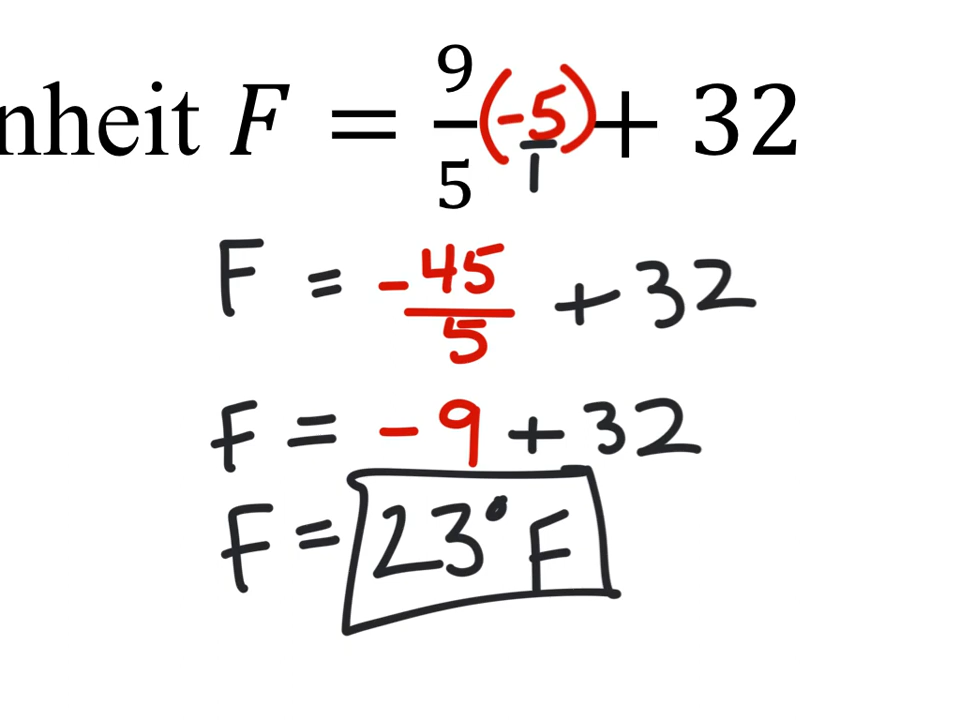 nheit F = 9/5 (-5/1) + 32
F = -45/5 + 32
F = -9 + 32
F = 23° F